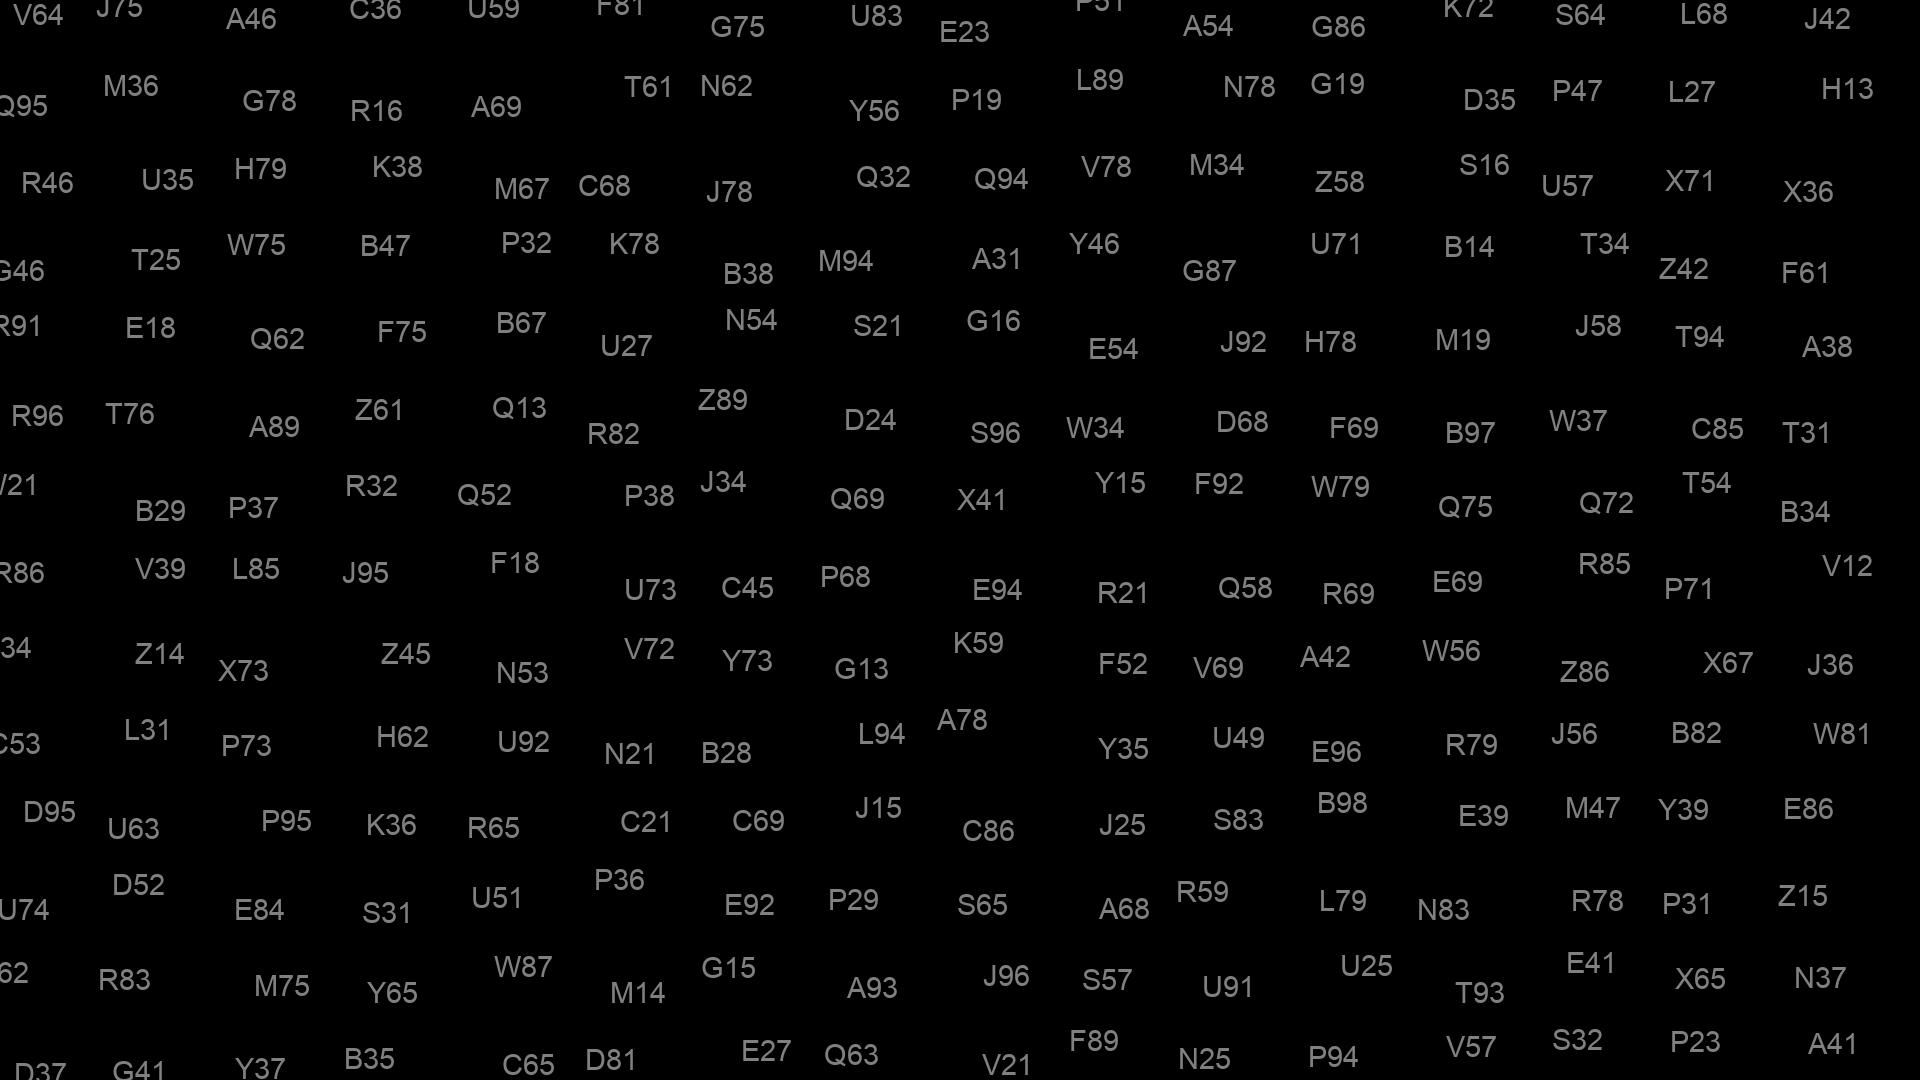 V64 J75 A46 C36 U59 F81 G75 U83 E23 P51 A54 G86 K72 S64 L68 J42
Q95 M36 G78 R16 A69 T61 N62 Y56 P19 L89 N78 G19 D35 P47 L27 H13
R46 U35 H79 K38 M67 C68 J78 Q32 Q94 V78 M34 Z58 S16 U57 X71 X36
G46 T25 W75 B47 P32 K78 B38 M94 A31 Y46 G87 U71 B14 T34 Z42 F61
R91 E18 Q62 F75 B67 U27 N54 S21 G16 E54 J92 H78 M19 J58 T94 A38
R96 T76 A89 Z61 Q13 R82 Z89 D24 S96 W34 D68 F69 B97 W37 C85 T31
B29 P37 R32 Q52 P38 J34 Q69 X41 Y15 F92 W79 Q75 Q72 T54 B34
R86 V39 L85 J95 F18 U73 C45 P68 E94 R21 Q58 R69 E69 R85 P71 V12
34 Z14 X73 Z45 N53 V72 Y73 G13 K59 F52 V69 A42 W56 Z86 X67 J36
C53 L31 P73 H62 U92 N21 B28 L94 A78 Y35 U49 E96 R79 J56 B82 W81
D95 U63 P95 K36 R65 C21 C69 J15 C86 J25 S83 B98 E39 M47 Y39 E86
U74 D52 E84 S31 U51 P36 E92 P29 S65 A68 R59 L79 N83 R78 P31 Z15
62 R83 M75 Y65 W87 M14 G15 A93 J96 S57 U91 U25 T93 E41 X65 N37
D37 G41 Y37 B35 C65 D81 E27 Q63 V21 F89 N25 P94 V57 S32 P23 A41